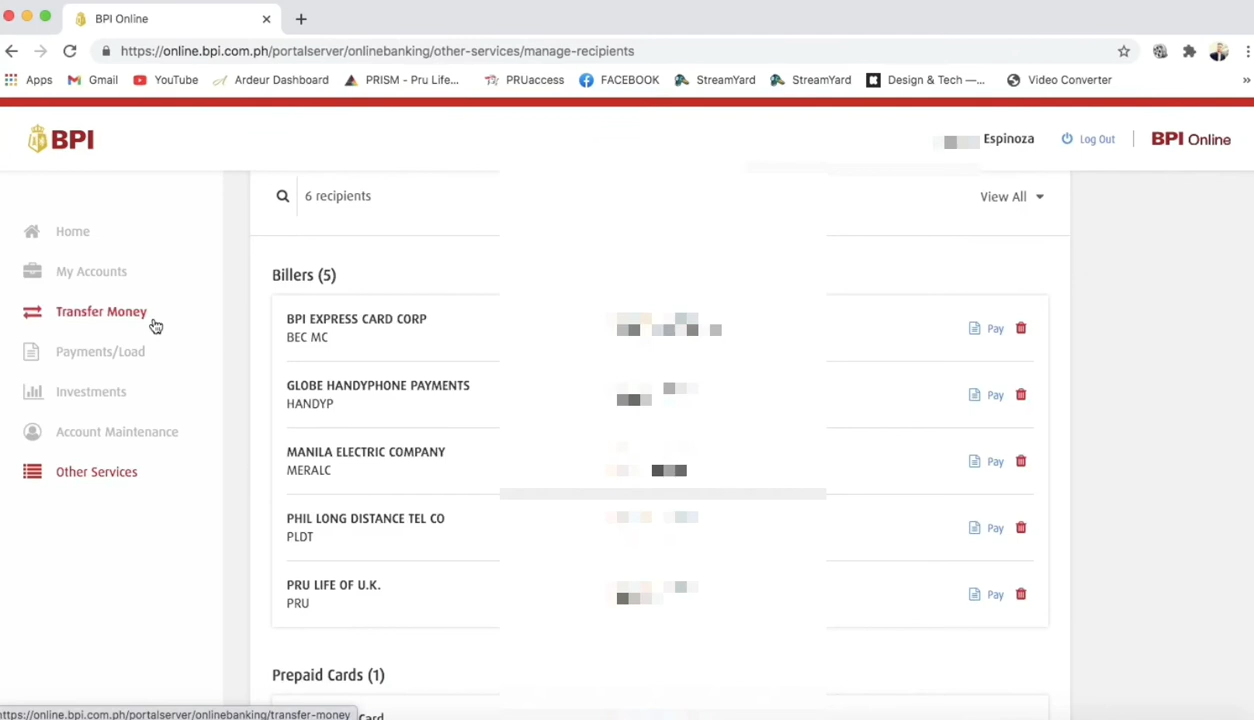 BPI Online
https://online.bpi.com.ph/portalserver/onlinebanking/other-services/manage-recipients
Apps Gmail YouTube Ardeur Dashboard PRISM - Pru Life... PRUaccess FACEBOOK StreamYard StreamYard Design & Tech —... Video Converter
BPI
Espinoza
Log Out
BPI Online
6 recipients
View All
Home
My Accounts
Transfer Money
Payments/Load
Investments
Account Maintenance
Other Services
Billers (5)
BPI EXPRESS CARD CORP
BEC MC
Pay
GLOBE HANDYPHONE PAYMENTS
HANDYP
Pay
MANILA ELECTRIC COMPANY
MERALC
Pay
PHIL LONG DISTANCE TEL CO
PLDT
Pay
PRU LIFE OF U.K.
PRU
Pay
Prepaid Cards (1)
Card
https://online.bpi.com.ph/portalserver/onlinebanking/transfer-money